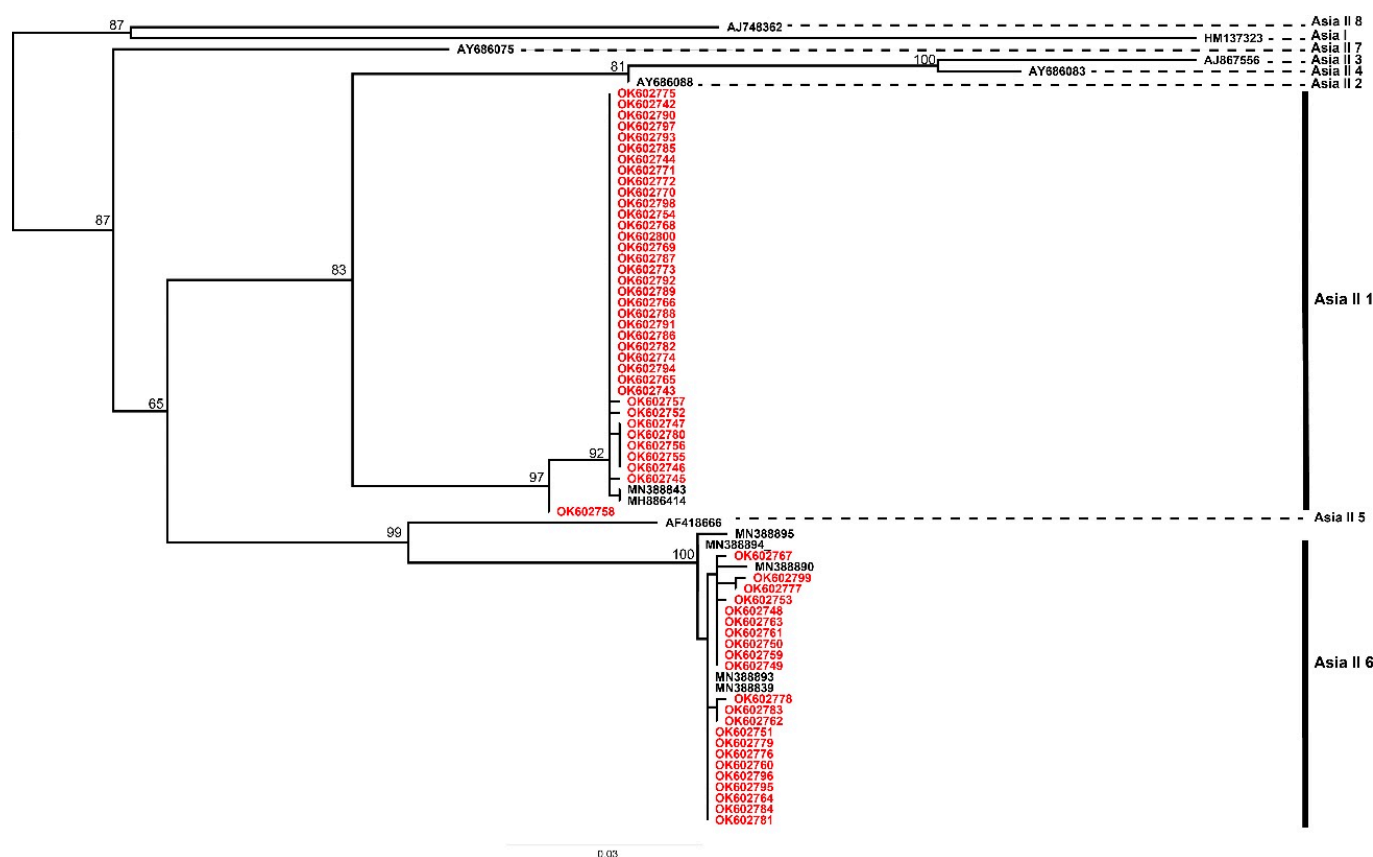 87
AJ748362
Asia II 8
HM137323
Asia I
AY686075
Asia II 7
100
AJ867556
Asia II 3
81
AY686083
Asia II 4
AY686088
Asia II 2
OK602775
OK602742
OK602790
OK602797
OK602793
OK602785
OK602744
OK602771
OK602772
OK602770
OK602798
OK602754
OK602768
87
OK602800
OK602769
OK602787
83
OK602773
OK602792
OK602789
Asia II 1
OK602766
OK602788
OK602791
OK602786
OK602782
OK602774
OK602794
OK602765
OK602743
65
OK602757
OK602752
OK602747
OK602780
OK602756
92
OK602755
OK602746
97
OK602745
MN388843
MH886414
OK602758
AF418666
Asia II 5
99
MN388895
MN388894
100
OK602767
MN388890
OK602799
OK602777
OK602753
OK602748
OK602763
OK602761
OK602750
OK602759
Asia II 6
OK602749
MN388893
MN388839
OK602778
OK602783
OK602762
OK602751
OK602779
OK602776
OK602760
OK602796
OK602795
OK602764
OK602784
OK602781
0.03